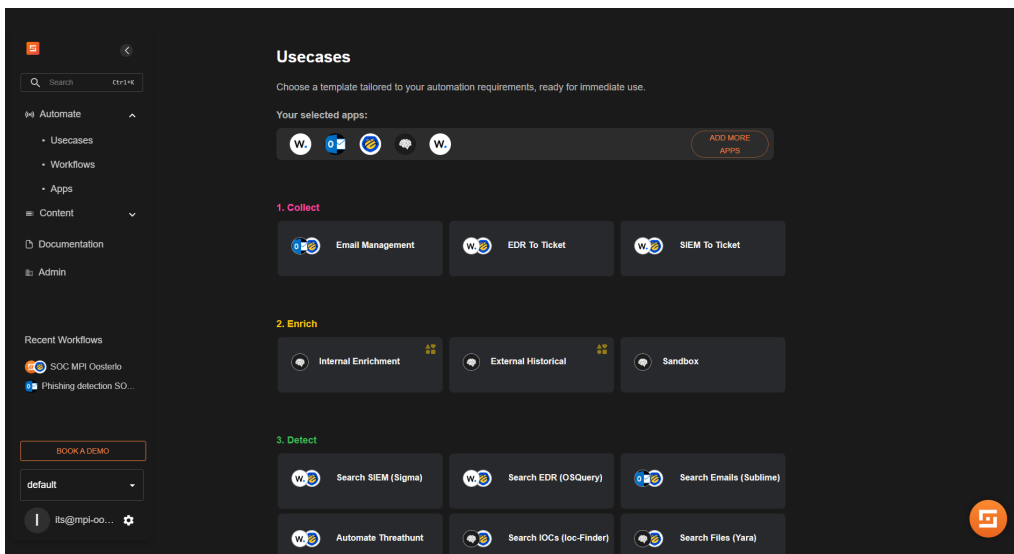 Search Ctrl+K
Automate
• Usecases
• Workflows
• Apps
Content
Documentation
Admin
Recent Workflows
SOC MPI Oosterlo
Phishing detection SO...
BOOK A DEMO
default
I its@mpi-oo...
Usecases
Choose a template tailored to your automation requirements, ready for immediate use.
Your selected apps:
W. W.
ADD MORE
APPS
1. Collect
Email Management
W. EDR To Ticket
W. SIEM To Ticket
2. Enrich
Internal Enrichment
External Historical
Sandbox
3. Detect
W. Search SIEM (Sigma)
W. Search EDR (OSQuery)
Search Emails (Sublime)
W. Automate Threathunt
Search IOCs (Ioc-Finder)
Search Files (Yara)